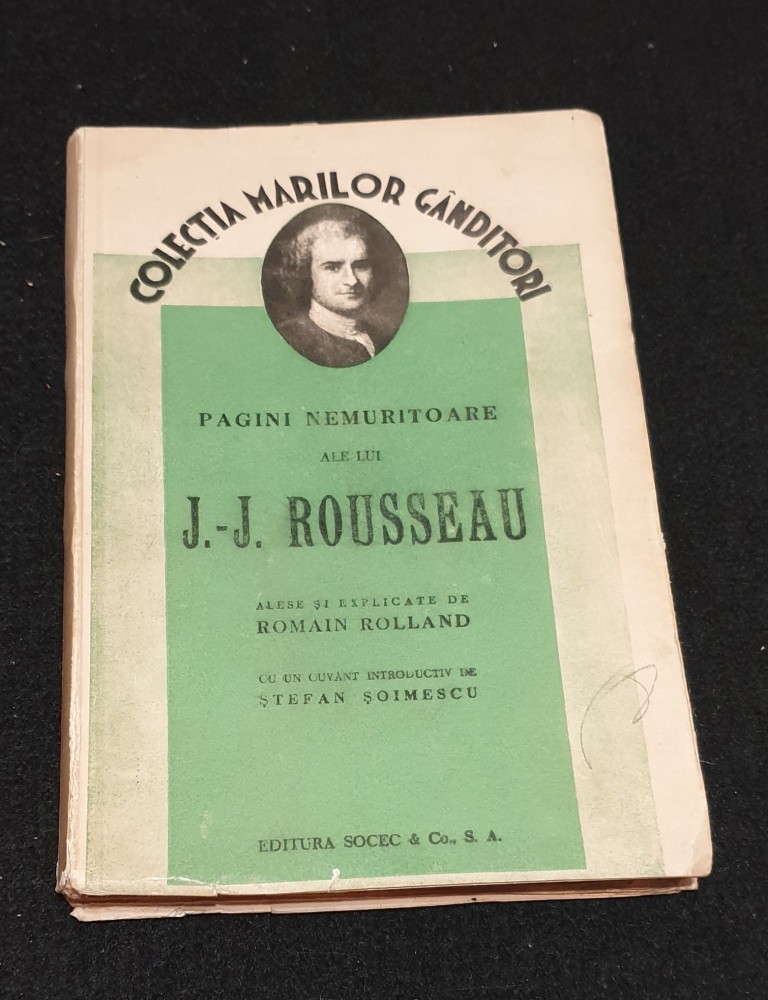 COLECȚIA MARILOR GÂNDITORI
PAGINI NEMURITOARE
ALE LUI
J.-J. ROUSSEAU
ALESE ȘI EXPLICATE DE
ROMAIN ROLLAND
CU UN CUVÂNT INTRODUCTIV DE
ȘTEFAN ȘOIMESCU
EDITURA SOCEC & Co., S. A.